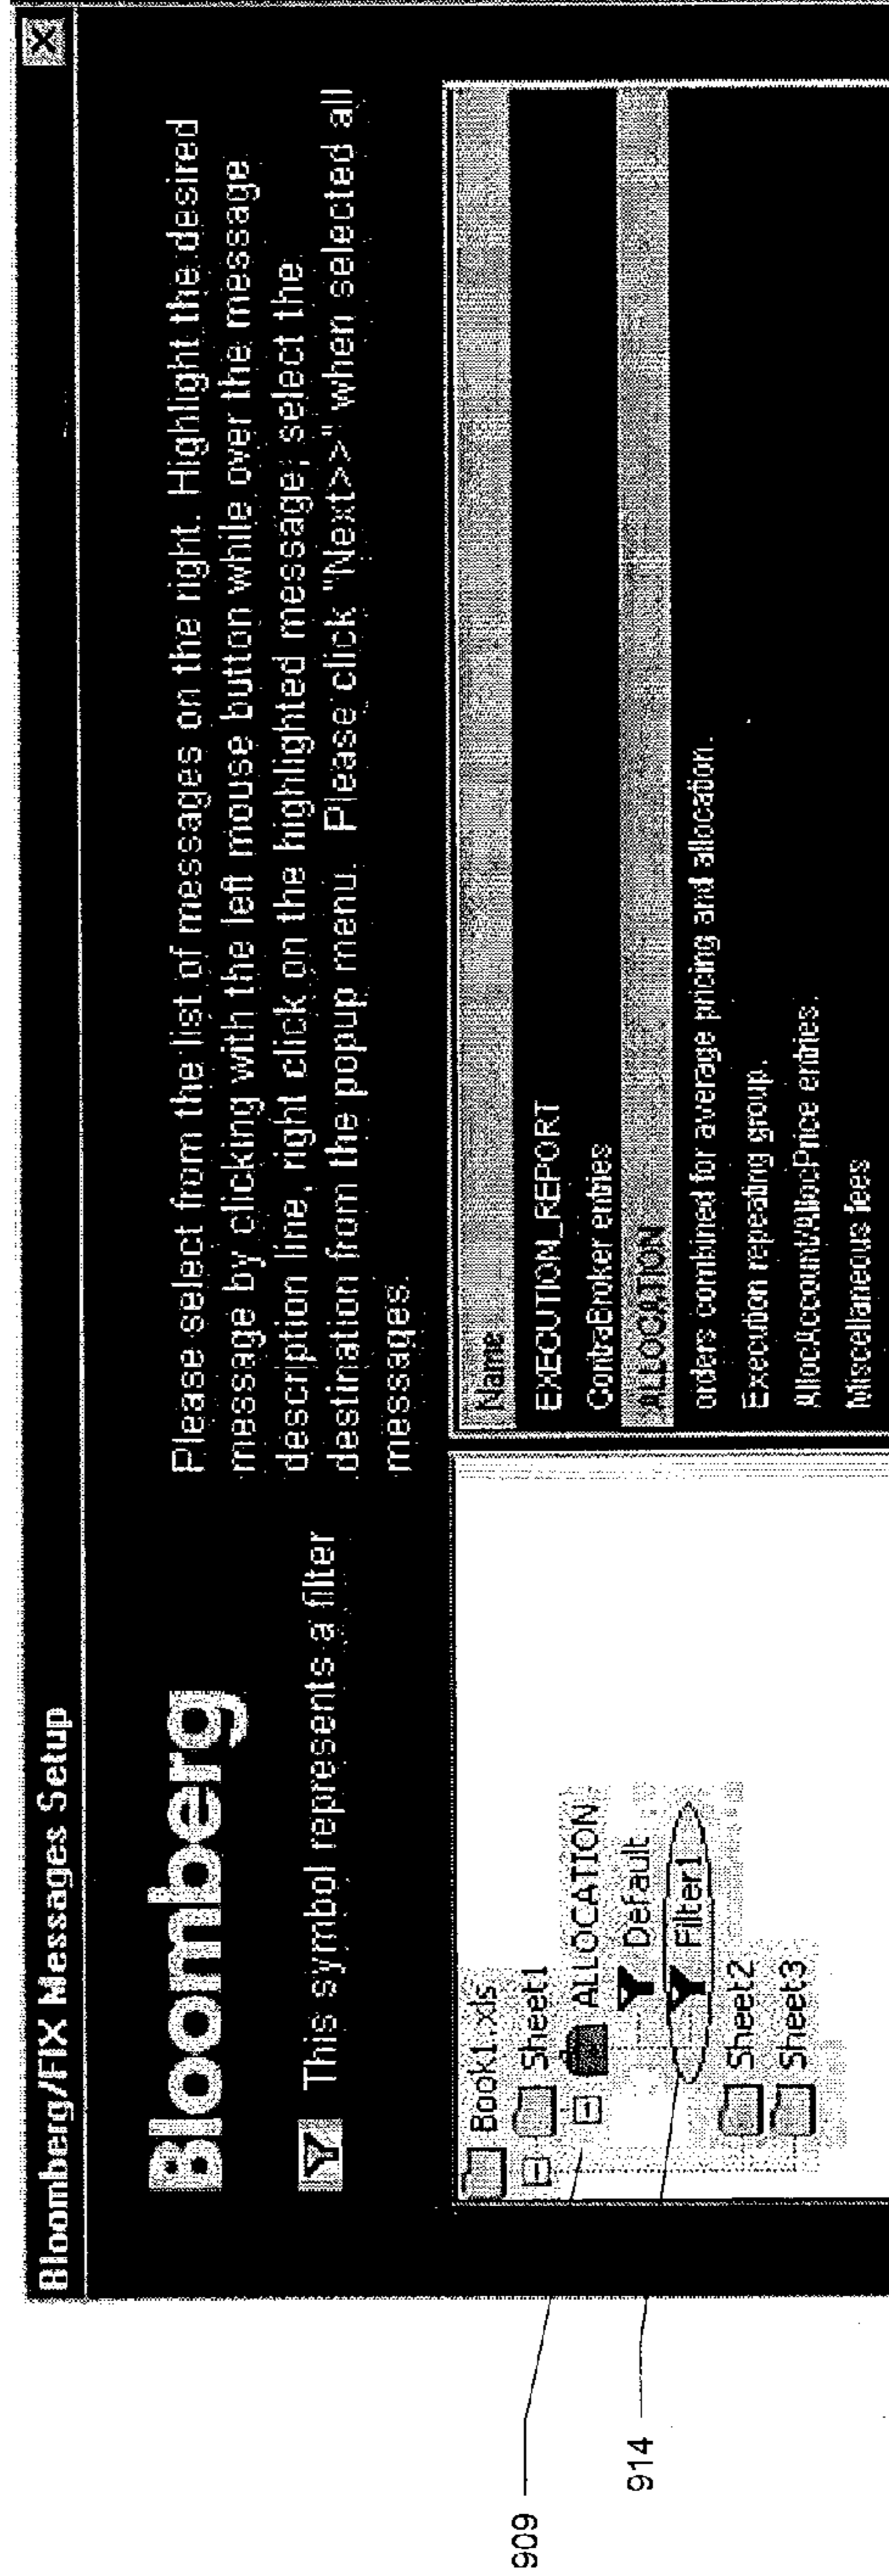 Bloomberg/FIX Messages Setup
X
Bloomberg
This symbol represents a filter
Please select from the list of messages on the right. Highlight the desired
message by clicking with the left mouse button while over the message
description line, right click on the highlighted message; select the
destination from the popup menu. Please click "Next>>" when selected all
messages.
Book1.xls
Sheet1
ALLOCATION
Default
Filter1
Sheet2
Sheet3
Name
EXECUTION_REPORT
ContraBroker entries
ALLOCATION
orders combined for average pricing and allocation.
Execution repeating group.
AllocAccount/AllocPrice entries.
Miscellaneous fees
909
914